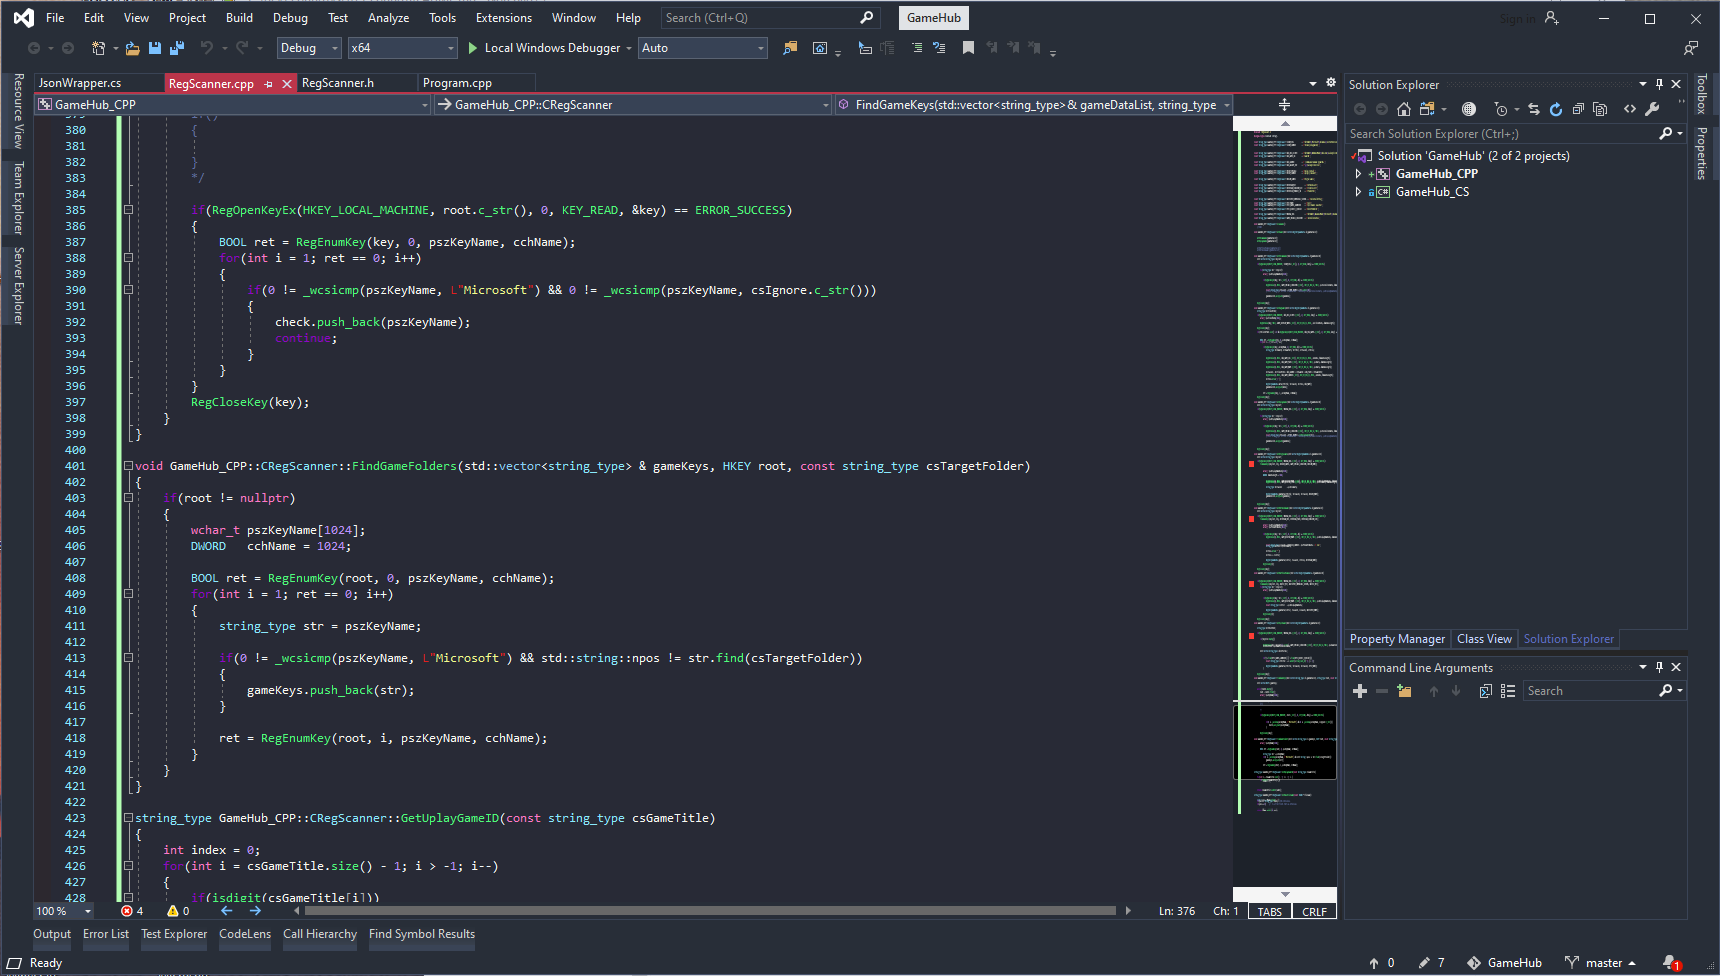 File Edit View Project Build Debug Test Analyze Tools Extensions Window Help Search (Ctrl+Q) GameHub Sign in
Debug x64 Local Windows Debugger Auto
JsonWrapper.cs RegScanner.cpp RegScanner.h Program.cpp
GameHub_CPP GameHub_CPP::CRegScanner FindGameKeys(std::vector<string_type>& gameDataList, string_type
Resource View
Team Explorer
Server Explorer
380 {
381
382 }
383 */
384
385 if(RegOpenKeyEx(HKEY_LOCAL_MACHINE, root.c_str(), 0, KEY_READ, &key) == ERROR_SUCCESS)
386 {
387 BOOL ret = RegEnumKey(key, 0, pszKeyName, cchName);
388 for(int i = 1; ret == 0; i++)
389 {
390 if(0 != _wcsicmp(pszKeyName, L"Microsoft") && 0 != _wcsicmp(pszKeyName, csIgnore.c_str()))
391 {
392 check.push_back(pszKeyName);
393 continue;
394 }
395 }
396 }
397 RegCloseKey(key);
398 }
399 }
400
401 void GameHub_CPP::CRegScanner::FindGameFolders(std::vector<string_type> & gameKeys, HKEY root, const string_type csTargetFolder)
402 {
403 if(root != nullptr)
404 {
405 wchar_t pszKeyName[1024];
406 DWORD cchName = 1024;
407
408 BOOL ret = RegEnumKey(root, 0, pszKeyName, cchName);
409 for(int i = 1; ret == 0; i++)
410 {
411 string_type str = pszKeyName;
412
413 if(0 != _wcsicmp(pszKeyName, L"Microsoft") && std::string::npos != str.find(csTargetFolder))
414 {
415 gameKeys.push_back(str);
416 }
417
418 ret = RegEnumKey(root, i, pszKeyName, cchName);
419 }
420 }
421 }
422
423 string_type GameHub_CPP::CRegScanner::GetUplayGameID(const string_type csGameTitle)
424 {
425 int index = 0;
426 for(int i = csGameTitle.size() - 1; i > -1; i--)
427 {
428 if(isdigit(csGameTitle[i]))
100 % 4 0 Ln: 376 Ch: 1 TABS CRLF
Output Error List Test Explorer CodeLens Call Hierarchy Find Symbol Results
Solution Explorer
Search Solution Explorer (Ctrl+;)
Solution 'GameHub' (2 of 2 projects)
GameHub_CPP
GameHub_CS
Property Manager Class View Solution Explorer
Command Line Arguments
Search
Toolbox
Properties
Ready 0 7 GameHub master 1